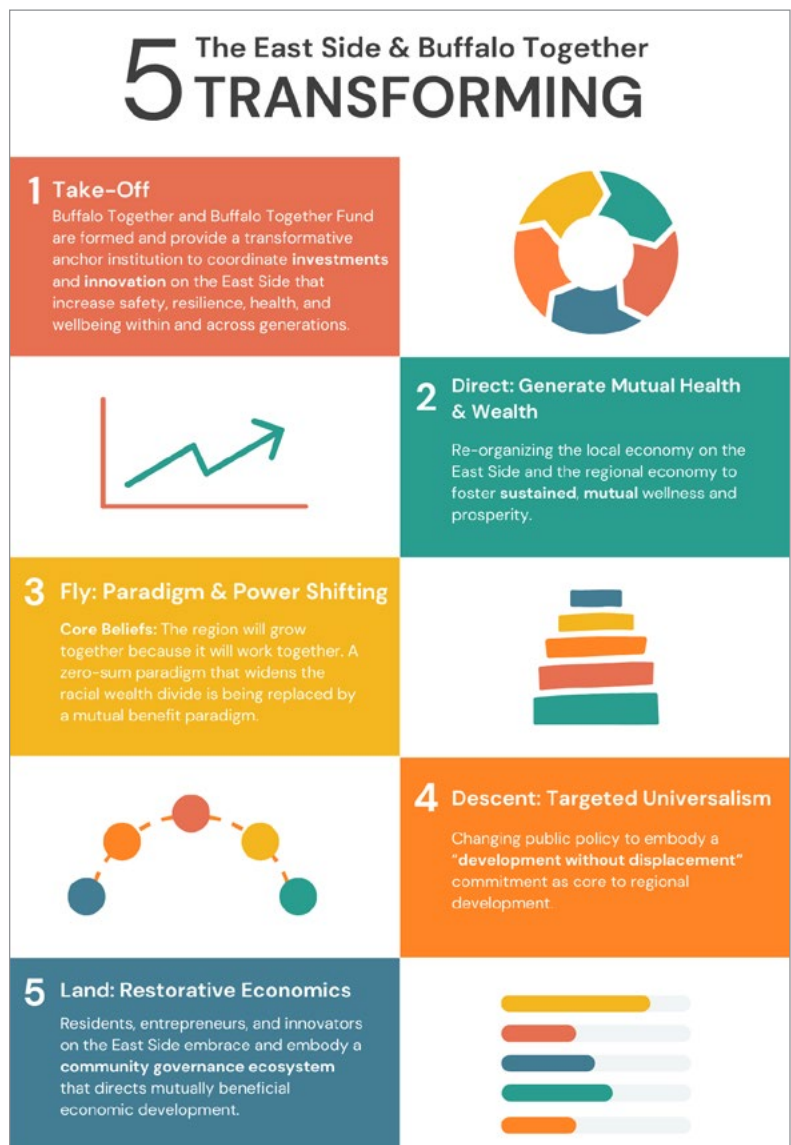 5
The East Side & Buffalo Together
TRANSFORMING
1 Take-Off
Buffalo Together and Buffalo Together Fund
are formed and provide a transformative
anchor institution to coordinate investments
and innovation on the East Side that
increase safety, resilience, health, and
wellbeing within and across generations.
2 Direct: Generate Mutual Health
& Wealth
Re-organizing the local economy on the
East Side and the regional economy to
foster sustained, mutual wellness and
prosperity.
3 Fly: Paradigm & Power Shifting
Core Beliefs: The region will grow
together because it will work together. A
zero-sum paradigm that widens the
racial wealth divide is being replaced by
a mutual benefit paradigm.
4 Descent: Targeted Universalism
Changing public policy to embody a
"development without displacement"
commitment as core to regional
development.
5 Land: Restorative Economics
Residents, entrepreneurs, and innovators
on the East Side embrace and embody a
community governance ecosystem
that directs mutually beneficial
economic development.